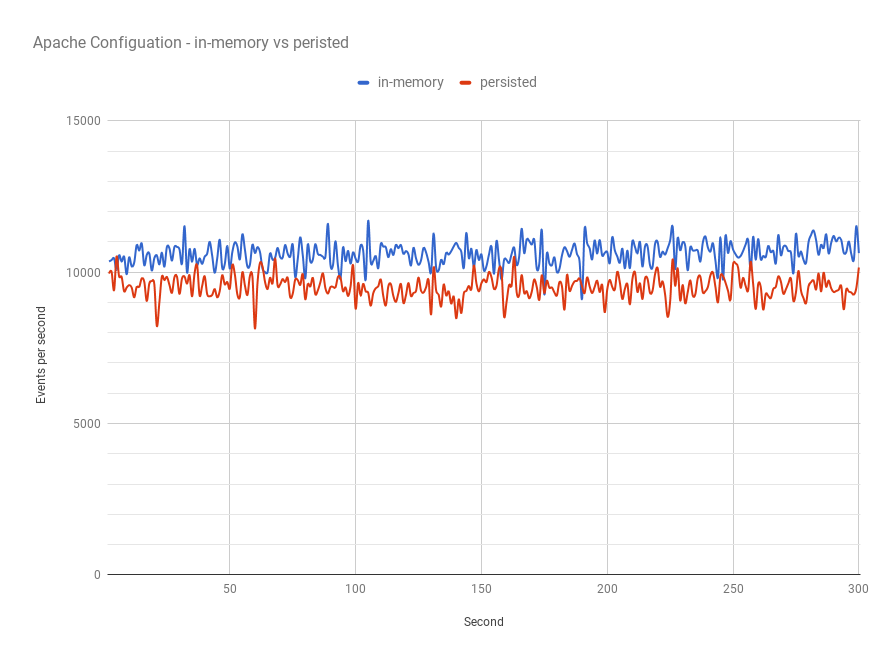 Apache Configuation - in-memory vs peristed
in-memory persisted
15000
10000
5000
0
Events per second
50 100 150 200 250 300
Second